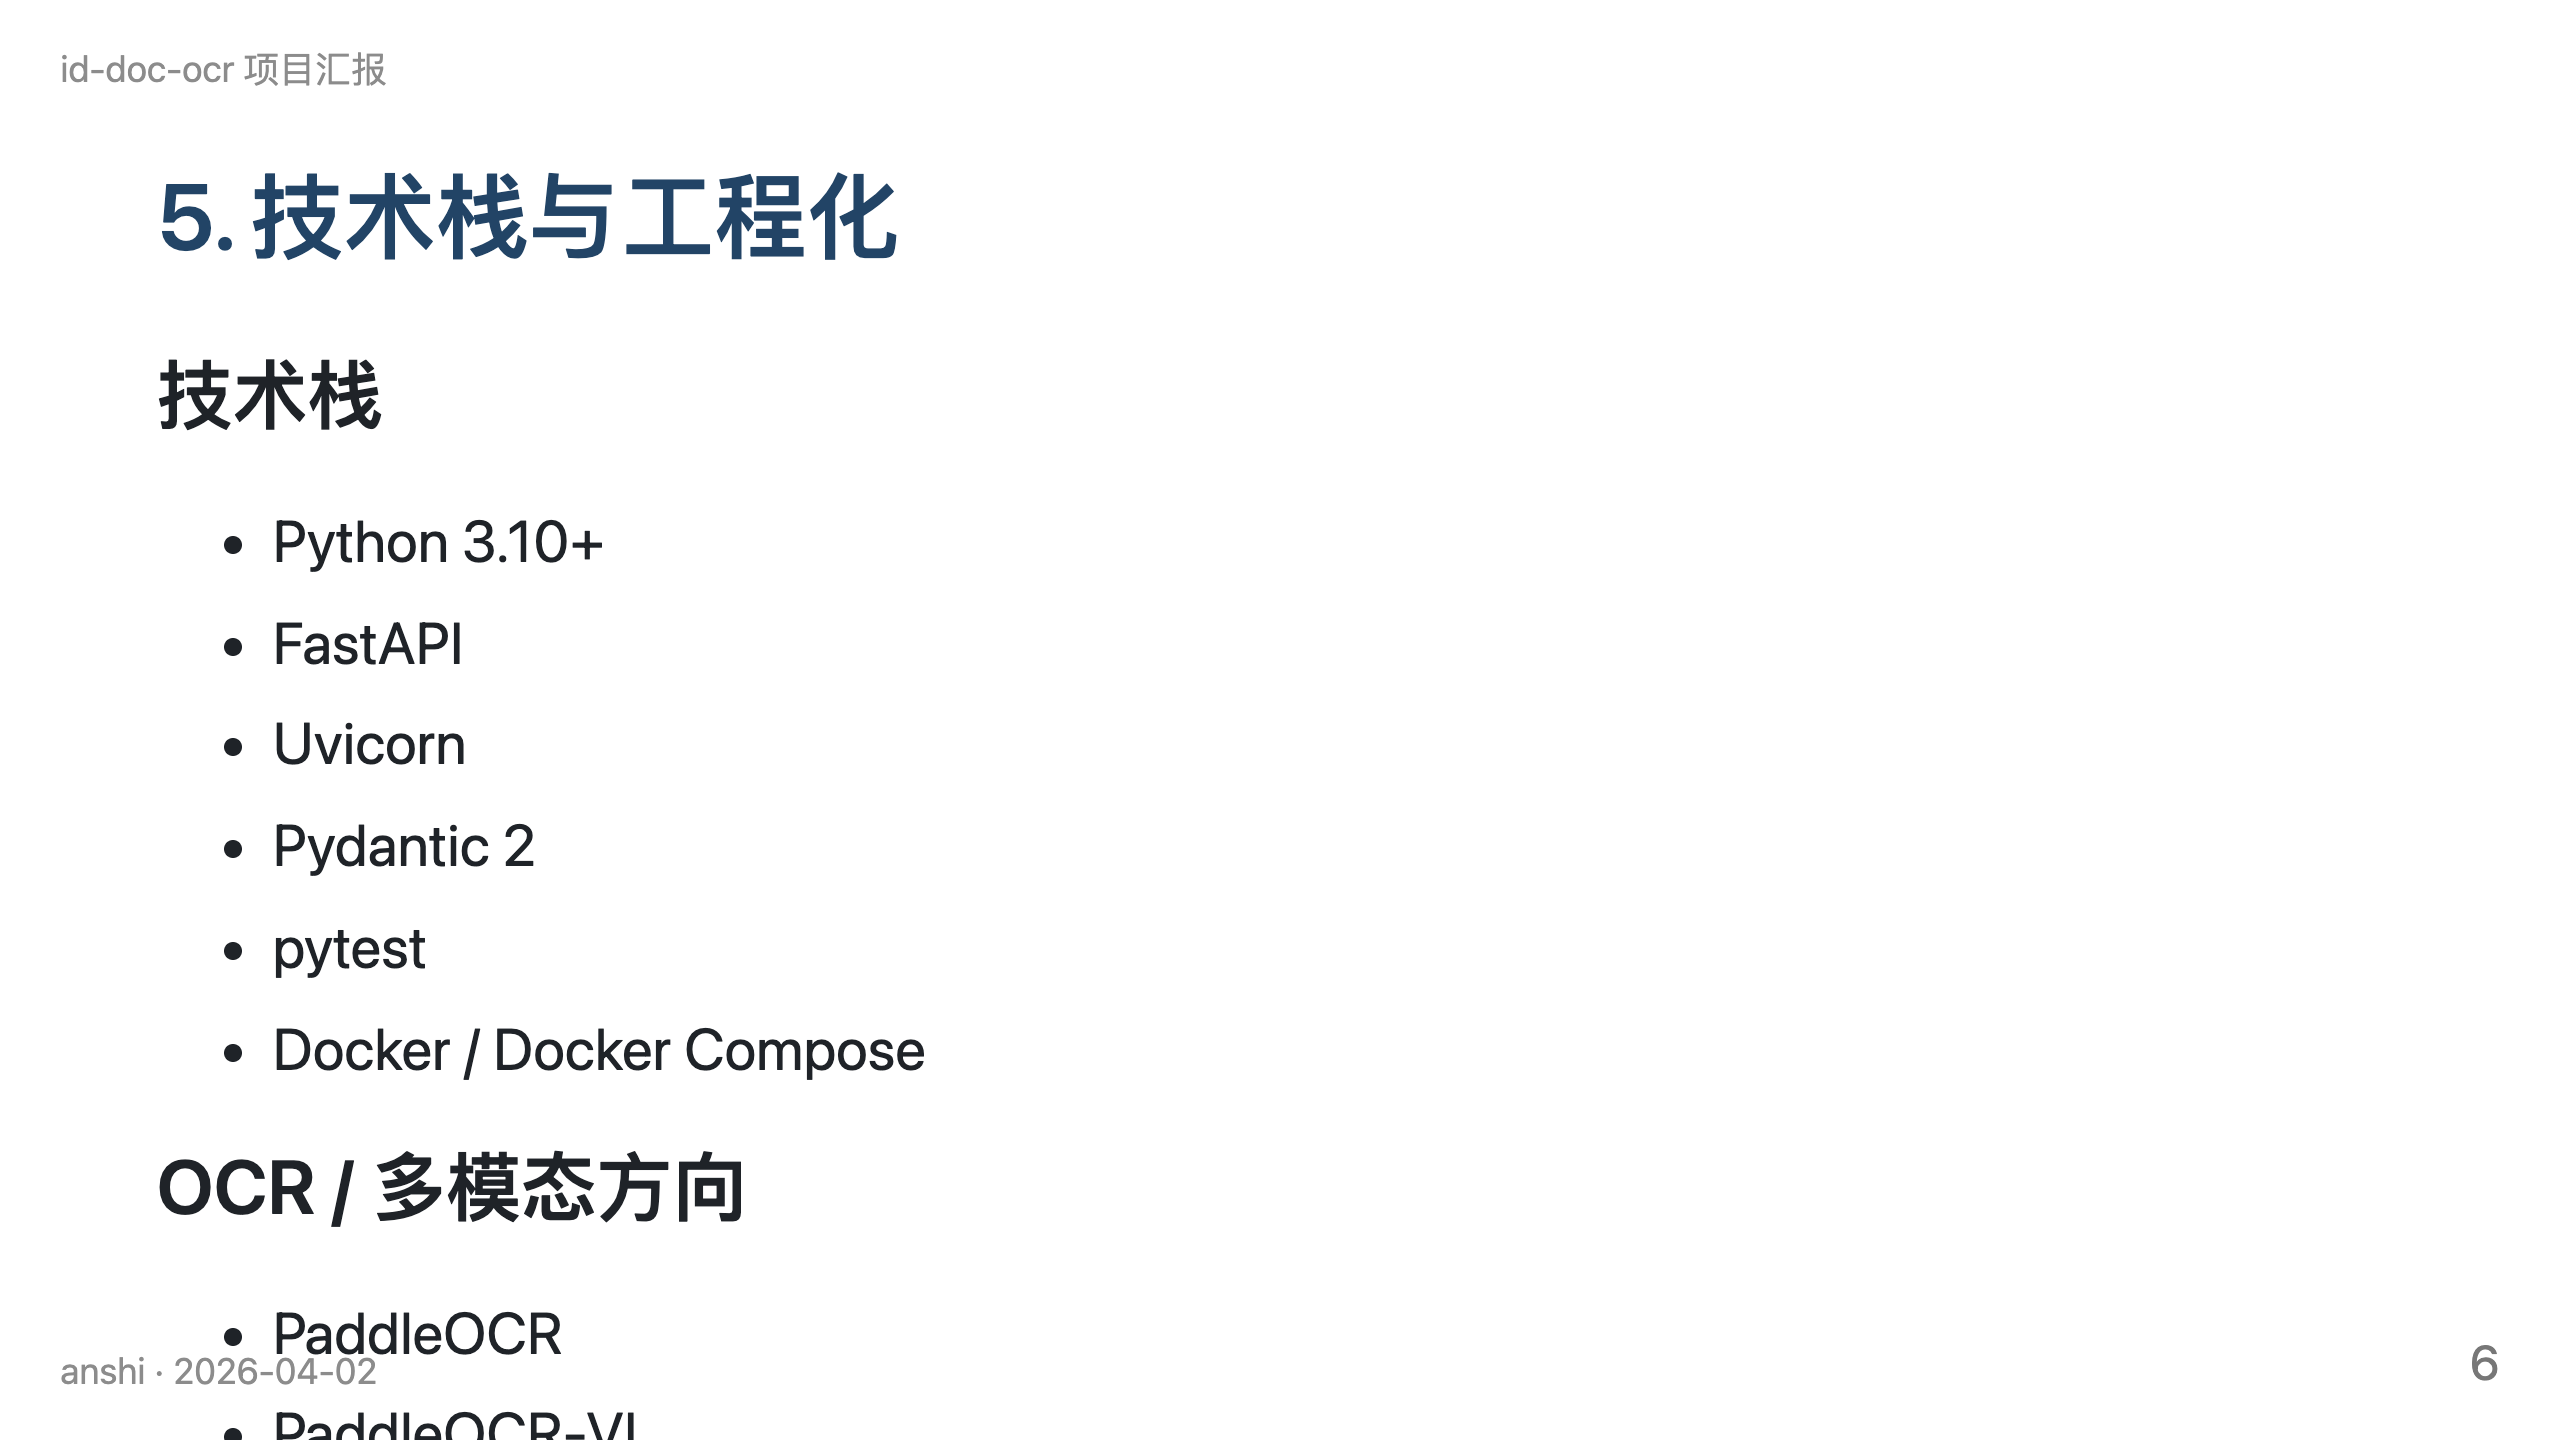 id-doc-ocr 项目汇报
5. 技术栈与工程化
技术栈
• Python 3.10+
• FastAPI
• Uvicorn
• Pydantic 2
• pytest
• Docker / Docker Compose
OCR / 多模态方向
• PaddleOCR
anshi · 2026-04-02
6
• PaddleOCR-VL